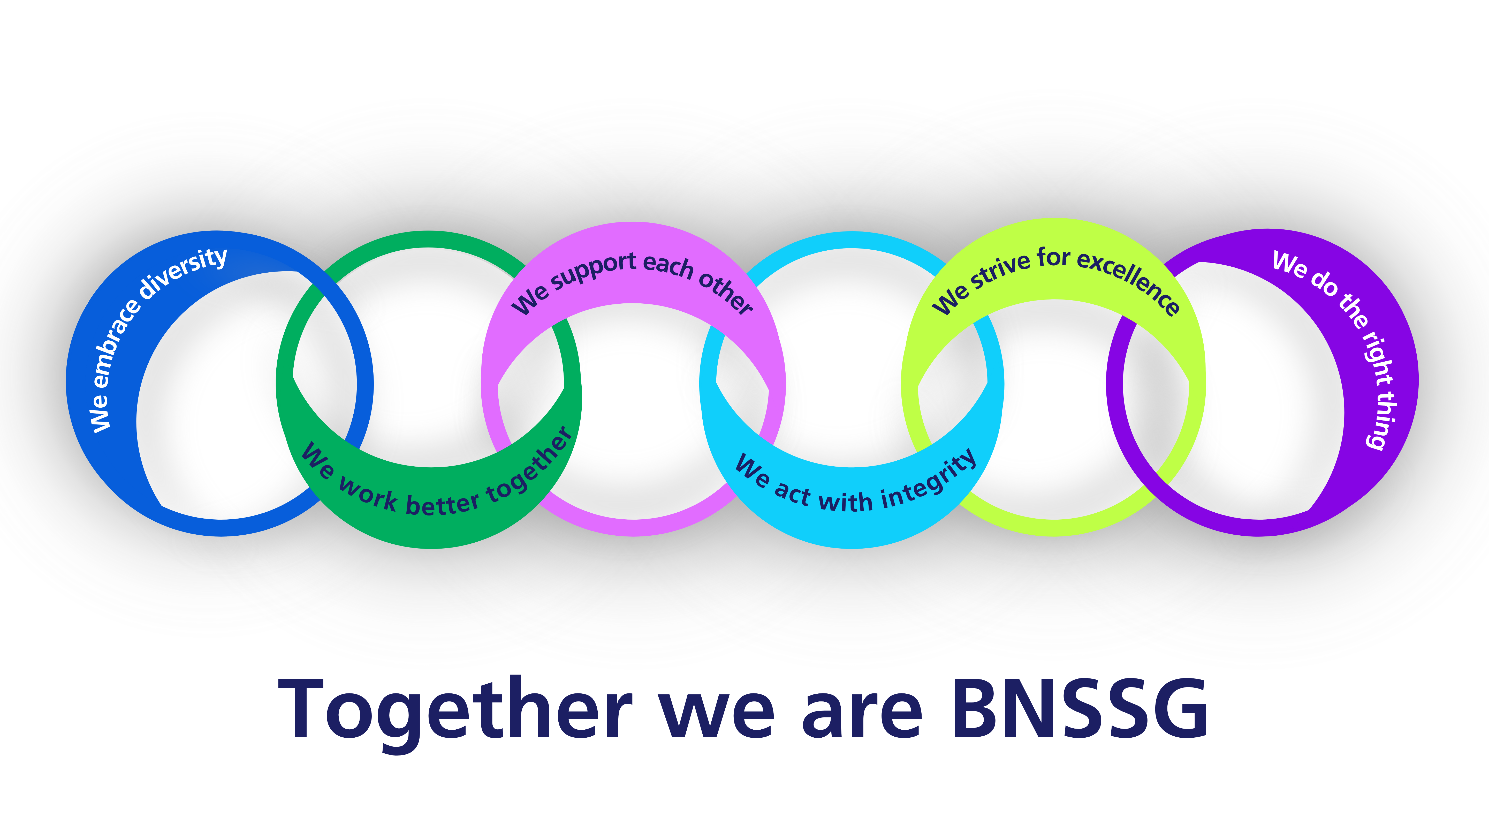 We embrace diversity
We work better together
We support each other
We act with integrity
We strive for excellence
We do the right thing
Together we are BNSSG